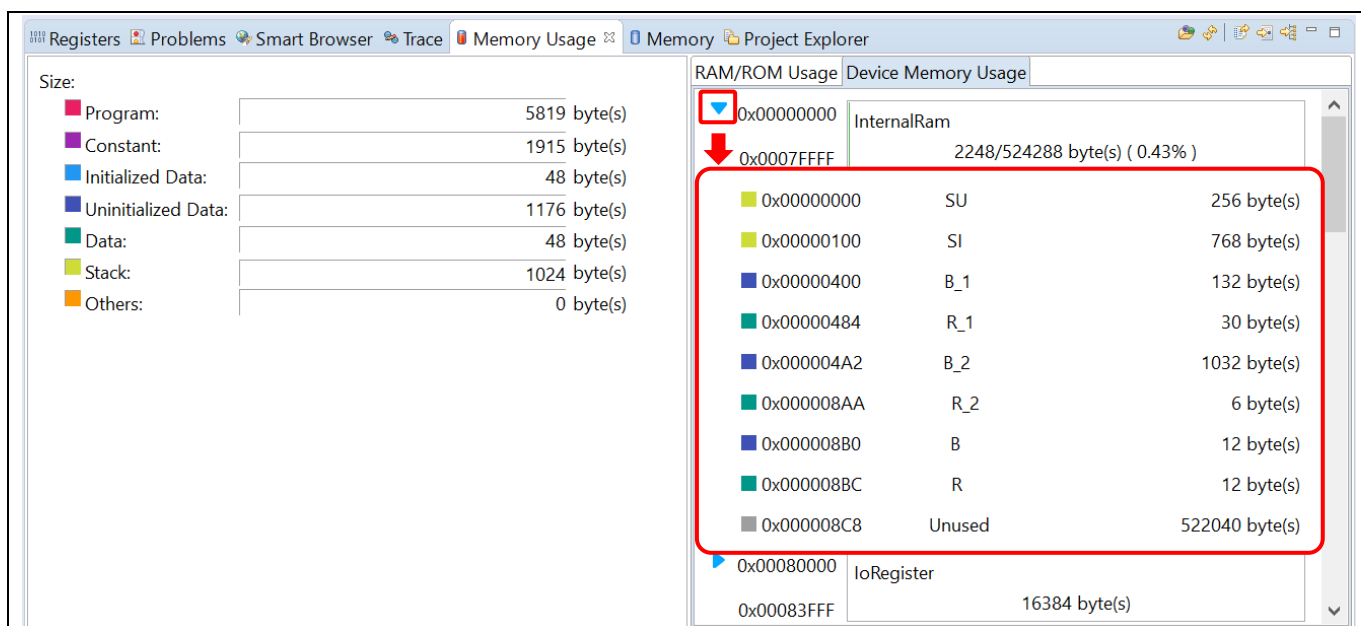 Registers Problems Smart Browser Trace Memory Usage Memory Project Explorer
Size:
Program: 5819 byte(s)
Constant: 1915 byte(s)
Initialized Data: 48 byte(s)
Uninitialized Data: 1176 byte(s)
Data: 48 byte(s)
Stack: 1024 byte(s)
Others: 0 byte(s)
RAM/ROM Usage Device Memory Usage
0x00000000 InternalRam
0x0007FFFF 2248/524288 byte(s) ( 0.43% )
0x00000000 SU 256 byte(s)
0x00000100 SI 768 byte(s)
0x00000400 B_1 132 byte(s)
0x00000484 R_1 30 byte(s)
0x000004A2 B_2 1032 byte(s)
0x000008AA R_2 6 byte(s)
0x000008B0 B 12 byte(s)
0x000008BC R 12 byte(s)
0x000008C8 Unused 522040 byte(s)
0x00080000 IoRegister
0x00083FFF 16384 byte(s)